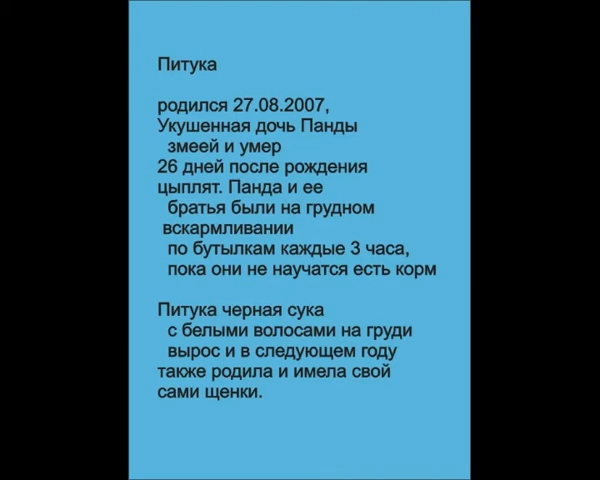 Питука
родился 27.08.2007,
Укушенная дочь Панды
змеей и умер
26 дней после рождения
цыплят. Панда и ее
братья были на грудном
вскармливании
по бутылкам каждые 3 часа,
пока они не научатся есть корм
Питука черная сука
с белыми волосами на груди
вырос и в следующем году
также родила и имела свой
сами щенки.